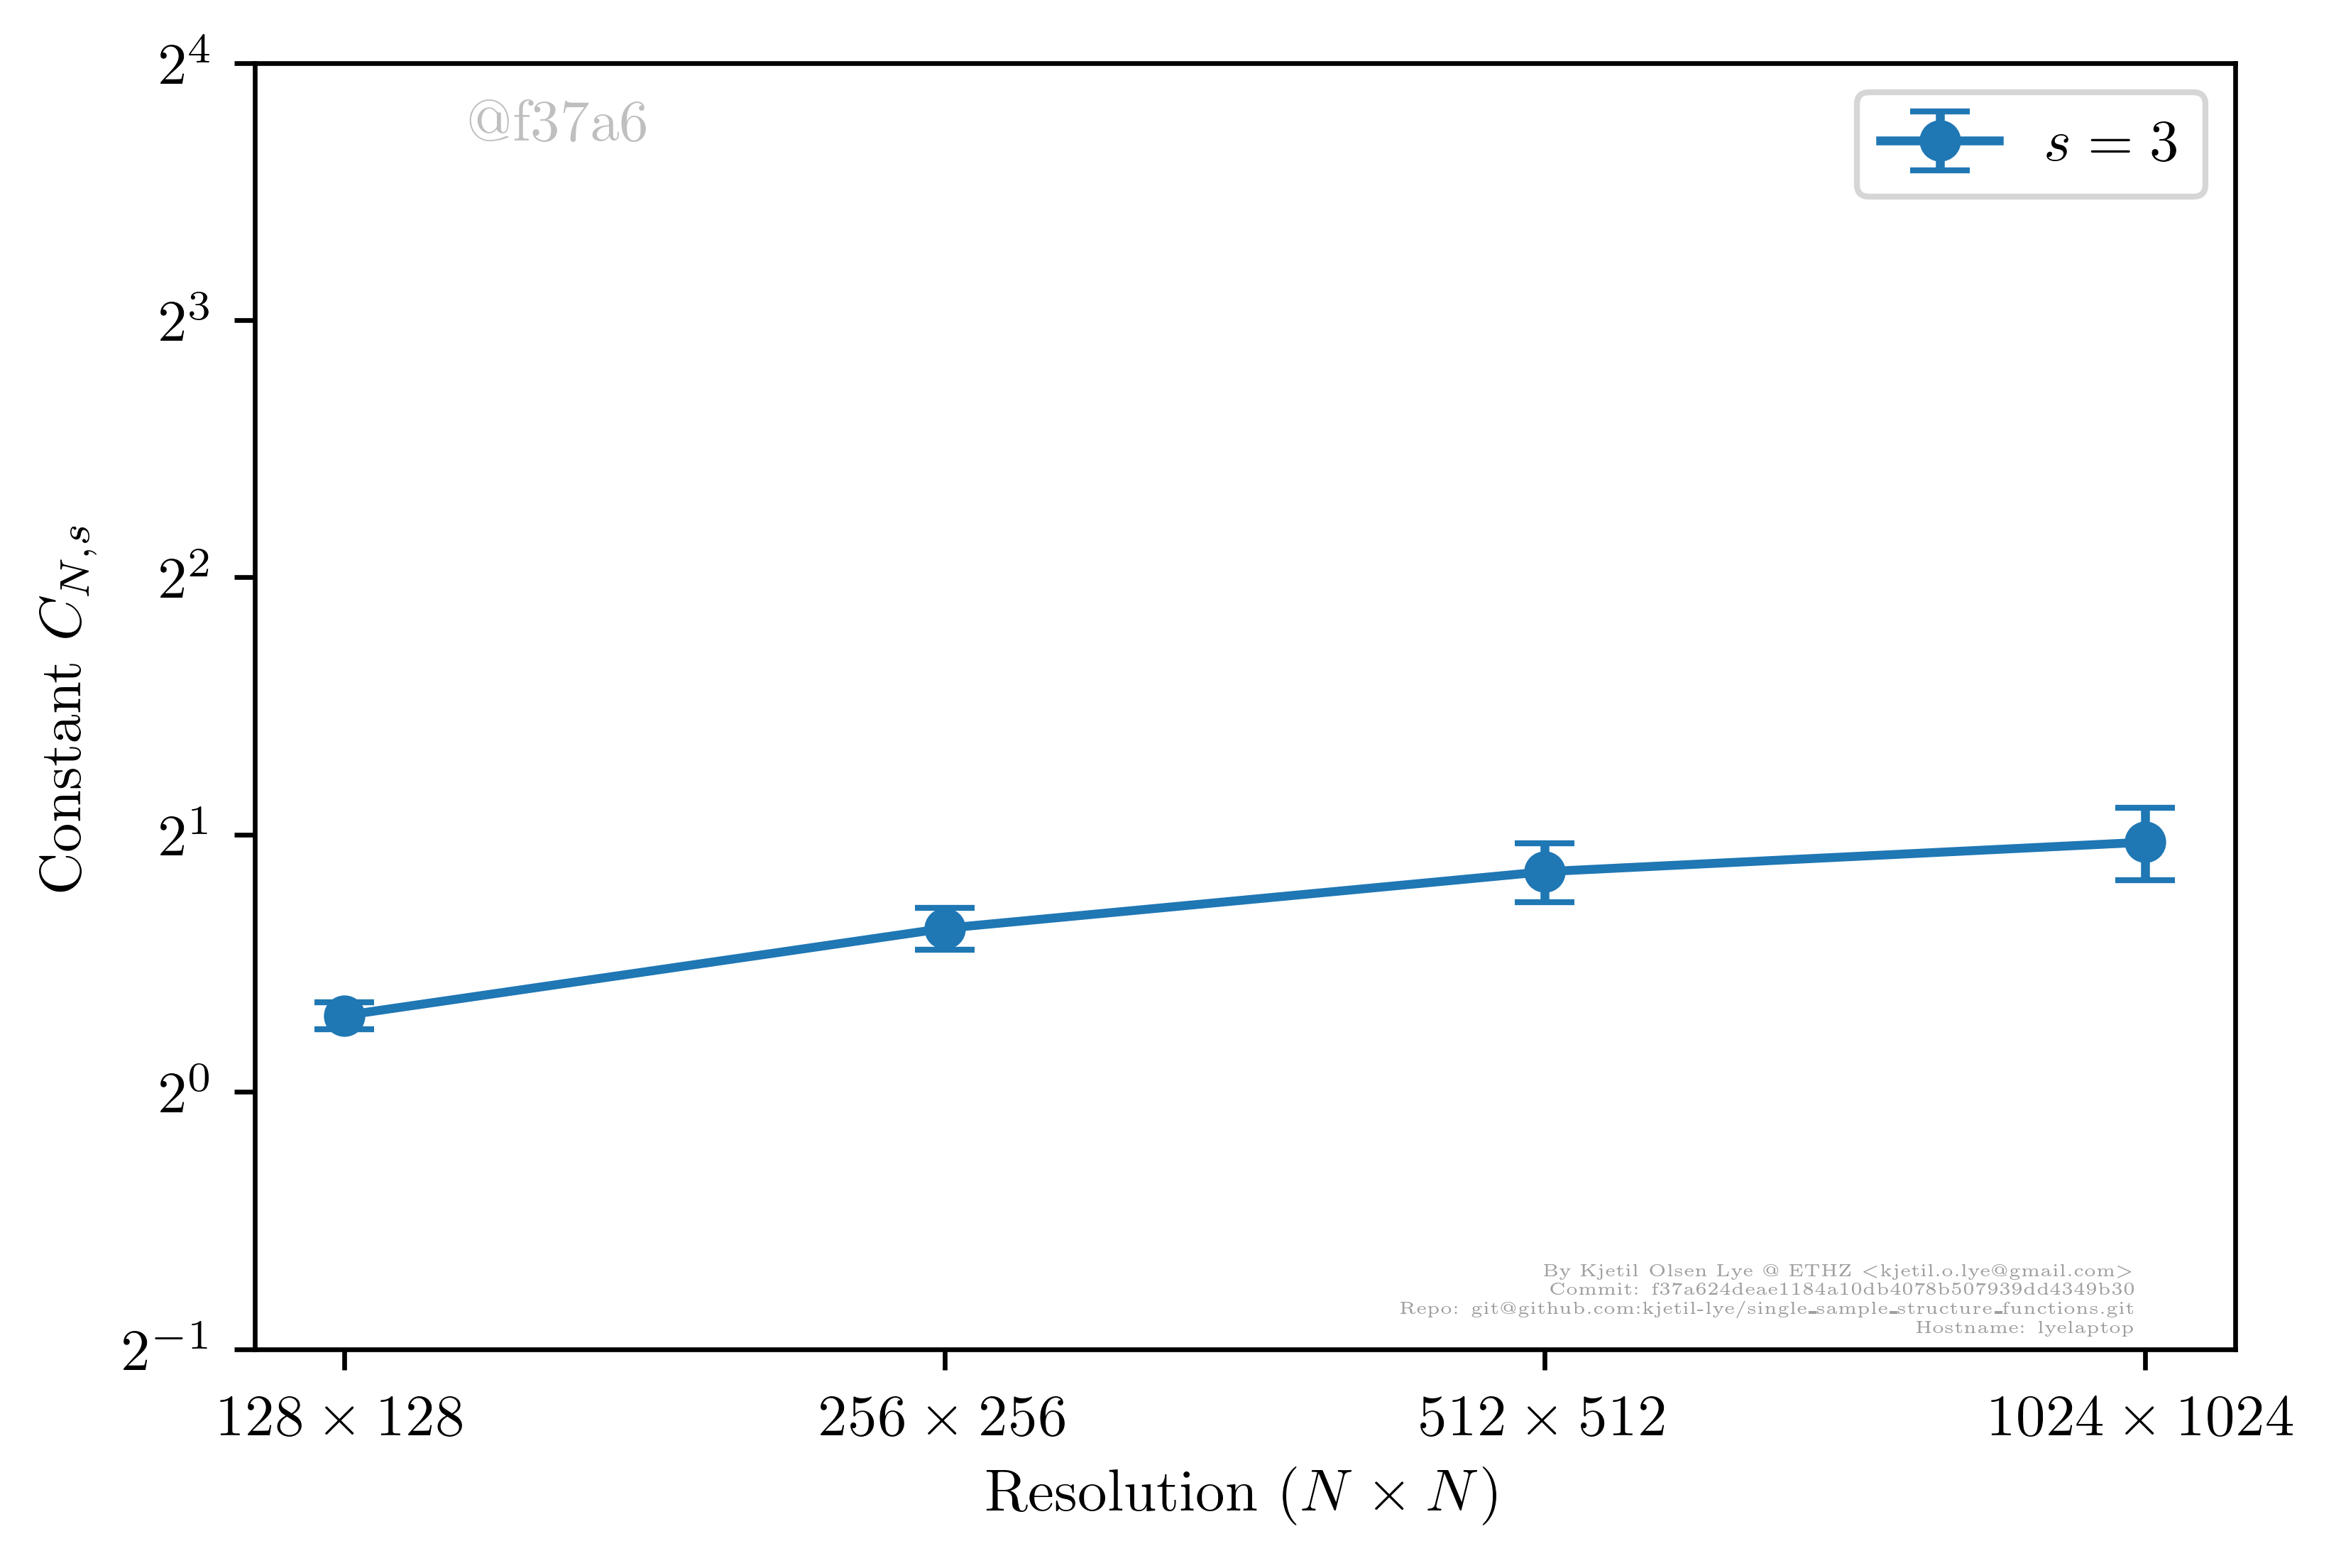 @f37a6
s = 3
2^4
2^3
2^2
2^1
2^0
2^{-1}
Constant C_{N,s}
By Kjetil Olsen Lye @ ETHZ <kjetil.o.lye@gmail.com>
Commit: f37a624deae1184a10db4078b507939dd4349b30
Repo: git@github.com:kjetil-lye/single_sample_structure_functions.git
Hostname: lyelaptop
128 × 128 256 × 256 512 × 512 1024 × 1024
Resolution (N × N)